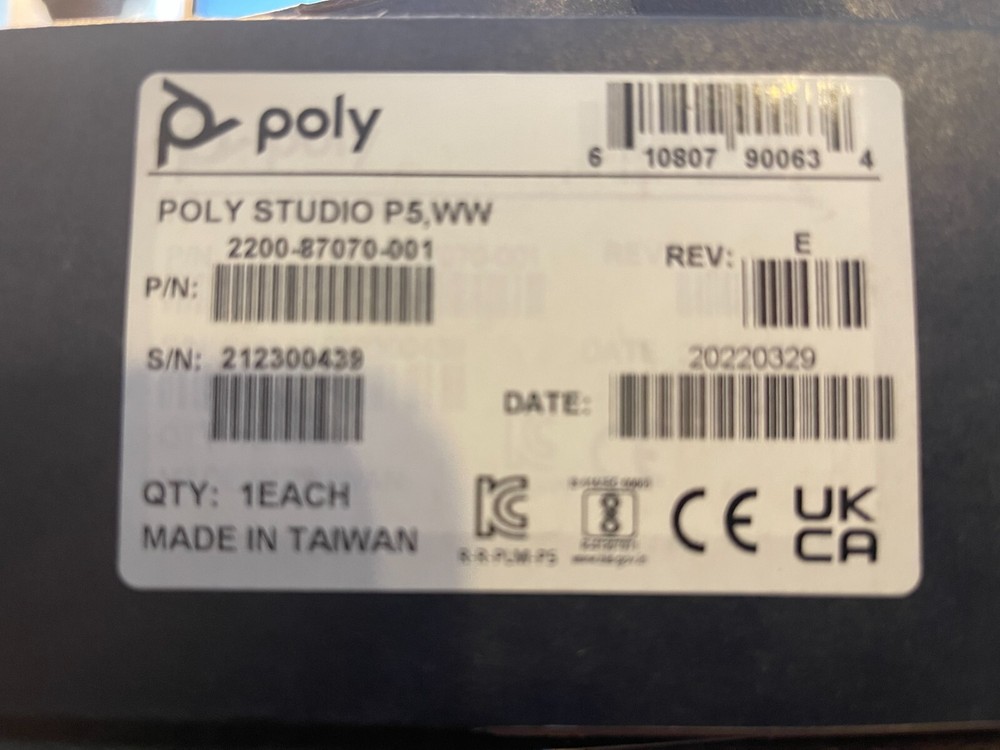 poly
6 10807 90063 4
POLY STUDIO P5,WW
2200-87070-001
P/N:
REV: E
S/N: 212300439
20220329
DATE:
QTY: 1EACH
MADE IN TAIWAN
CE
UK
CA